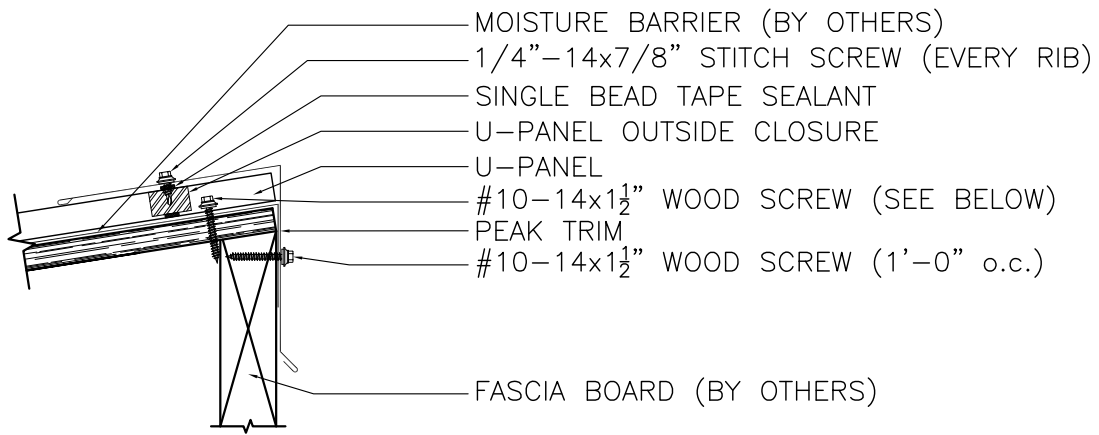 MOISTURE BARRIER (BY OTHERS)
1/4"-14x7/8" STITCH SCREW (EVERY RIB)
SINGLE BEAD TAPE SEALANT
U-PANEL OUTSIDE CLOSURE
U-PANEL
#10-14x1½" WOOD SCREW (SEE BELOW)
PEAK TRIM
#10-14x1½" WOOD SCREW (1'-0" o.c.)
FASCIA BOARD (BY OTHERS)